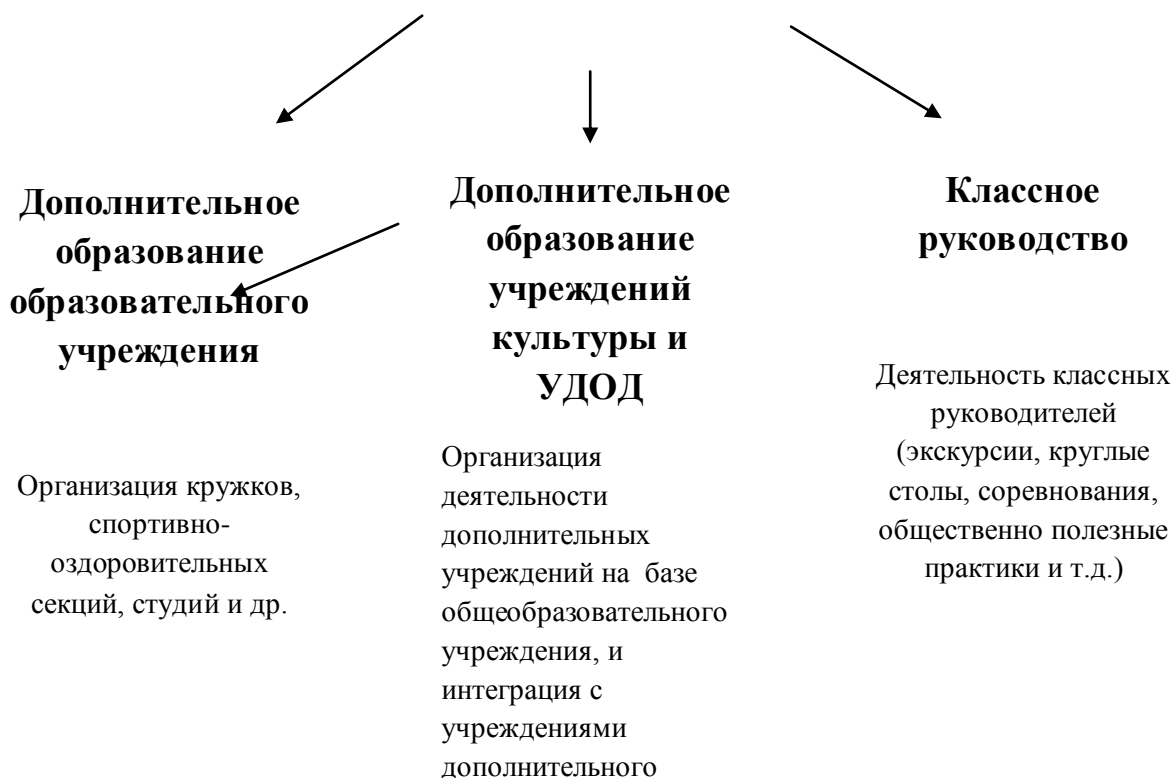 Дополнительное
образование
образовательного
учреждения
Организация кружков,
спортивно-
оздоровительных
секций, студий и др.
Дополнительное
образование
учреждений
культуры и
УДОД
Организация
деятельности
дополнительных
учреждений на базе
общеобразовательного
учреждения, и
интеграция с
учреждениями
дополнительного
Классное
руководство
Деятельность классных
руководителей
(экскурсии, круглые
столы, соревнования,
общественно полезные
практики и т.д.)